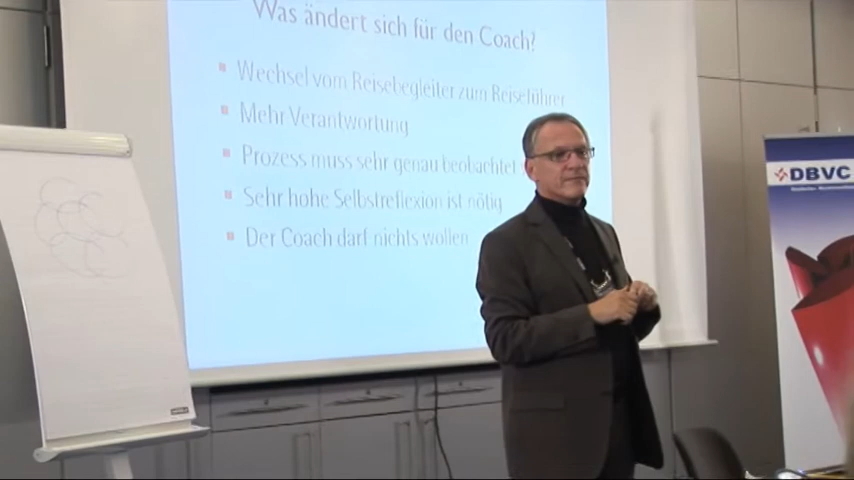 Was ändert sich für den Coach?
Wechsel vom Reisebegleiter zum Reiseführer
Mehr Verantwortung
Prozess muss sehr genau beobachtet
Sehr hohe Selbstreflexion ist nötig
Der Coach darf nichts wollen
DBVC